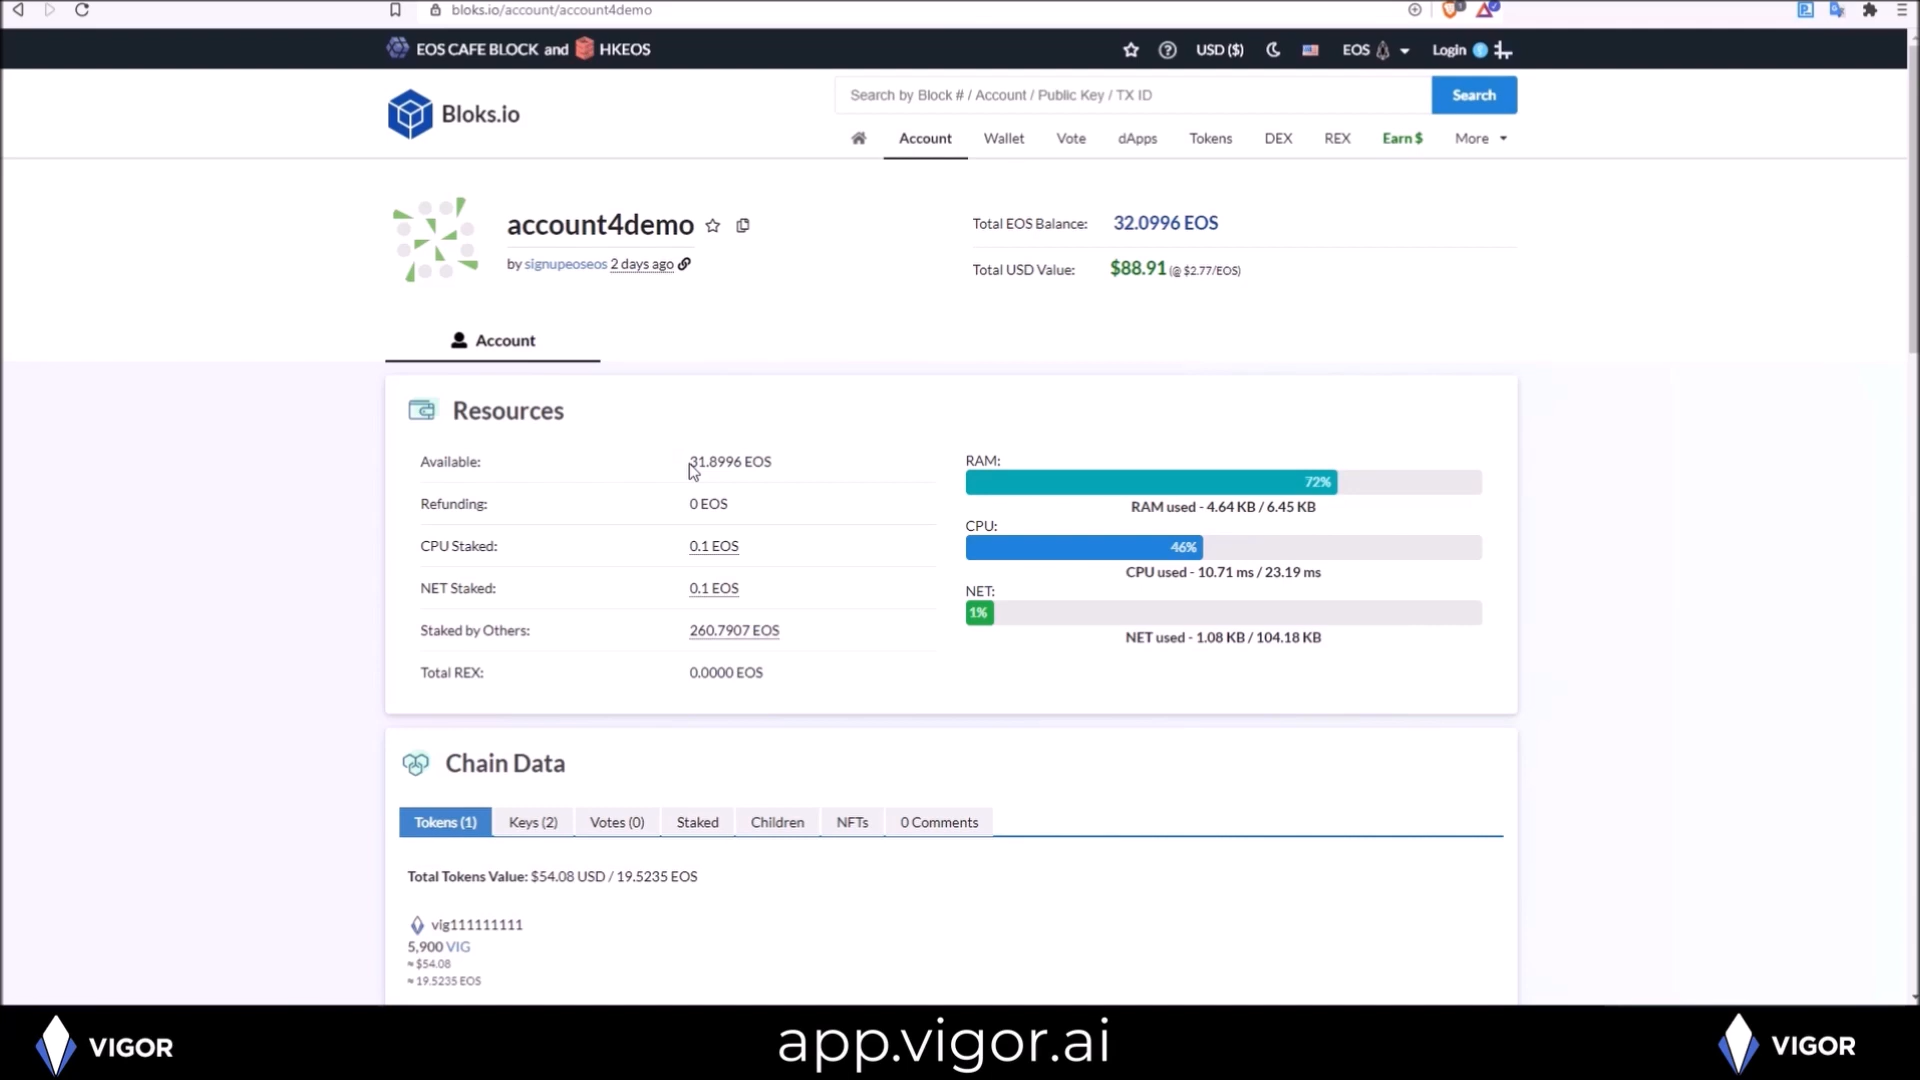 bloks.io/account/account4demo
EOS CAFE BLOCK and HKEOS
USD ($)
EOS
Login
Bloks.io
Search by Block # / Account / Public Key / TX ID
Search
Account
Wallet
Vote
dApps
Tokens
DEX
REX
Earn $
More
account4demo
by signupeoseos 2 days ago
Total EOS Balance: 32.0996 EOS
Total USD Value: $88.91 (@ $2.77/EOS)
Account
Resources
Available: 31.8996 EOS
Refunding: 0 EOS
CPU Staked: 0.1 EOS
NET Staked: 0.1 EOS
Staked by Others: 260.7907 EOS
Total REX: 0.0000 EOS
RAM:
72%
RAM used - 4.64 KB / 6.45 KB
CPU:
46%
CPU used - 10.71 ms / 23.19 ms
NET:
1%
NET used - 1.08 KB / 104.18 KB
Chain Data
Tokens (1)
Keys (2)
Votes (0)
Staked
Children
NFTs
0 Comments
Total Tokens Value: $54.08 USD / 19.5235 EOS
vig111111111
5,900 VIG
≈ $54.08
≈ 19.5235 EOS
VIGOR
app.vigor.ai
VIGOR